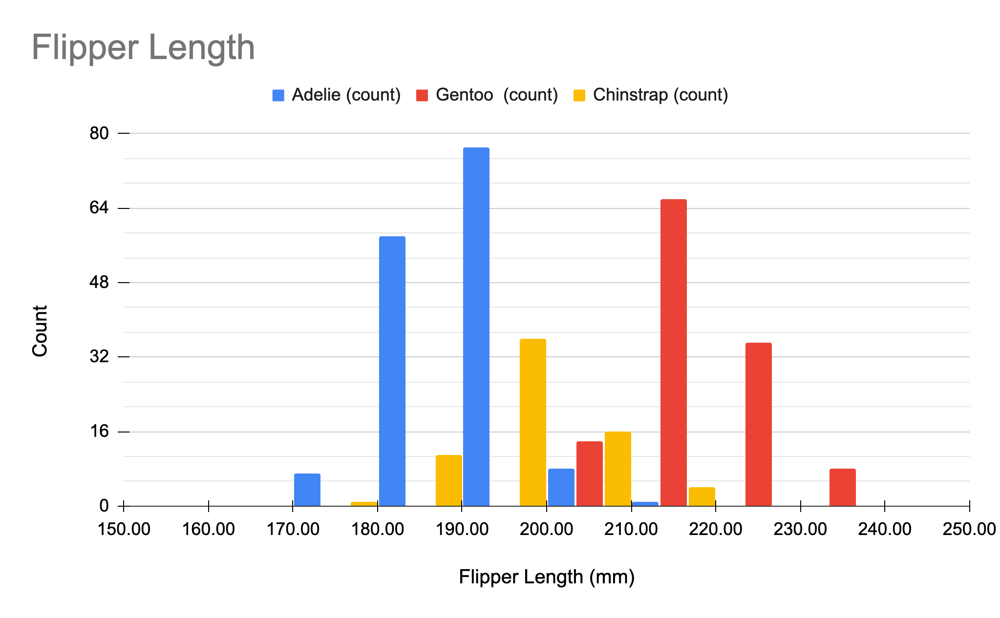 Flipper Length
Adelie (count) Gentoo  (count) Chinstrap (count)
80
64
48
32
16
0
Count
150.00 160.00 170.00 180.00 190.00 200.00 210.00 220.00 230.00 240.00 250.00
Flipper Length (mm)